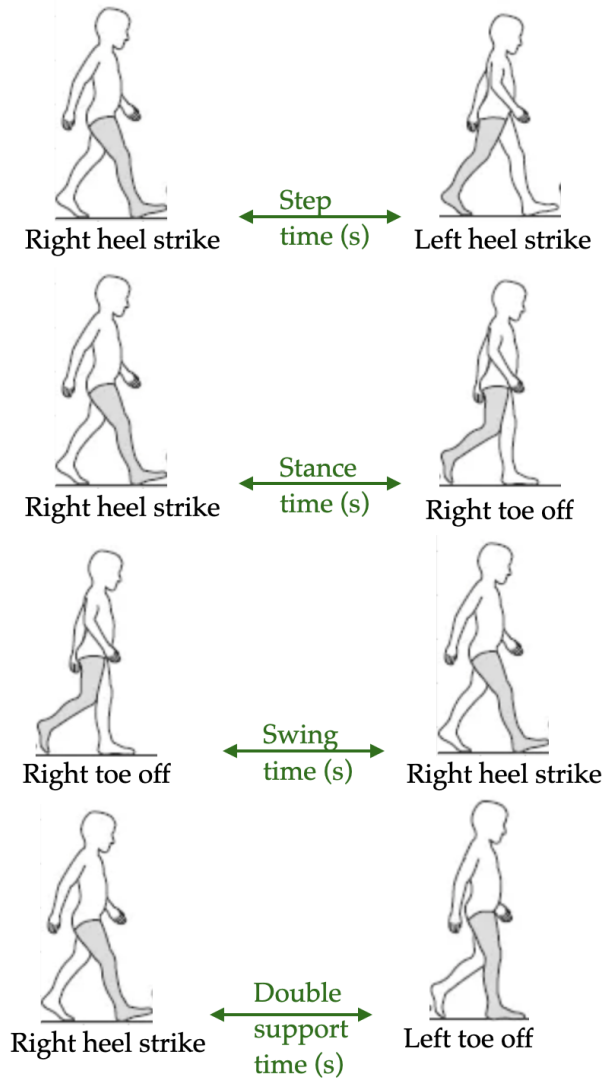 Step
time (s)
Right heel strike
Left heel strike
Stance
time (s)
Right heel strike
Right toe off
Swing
time (s)
Right toe off
Right heel strike
Double
support
time (s)
Right heel strike
Left toe off